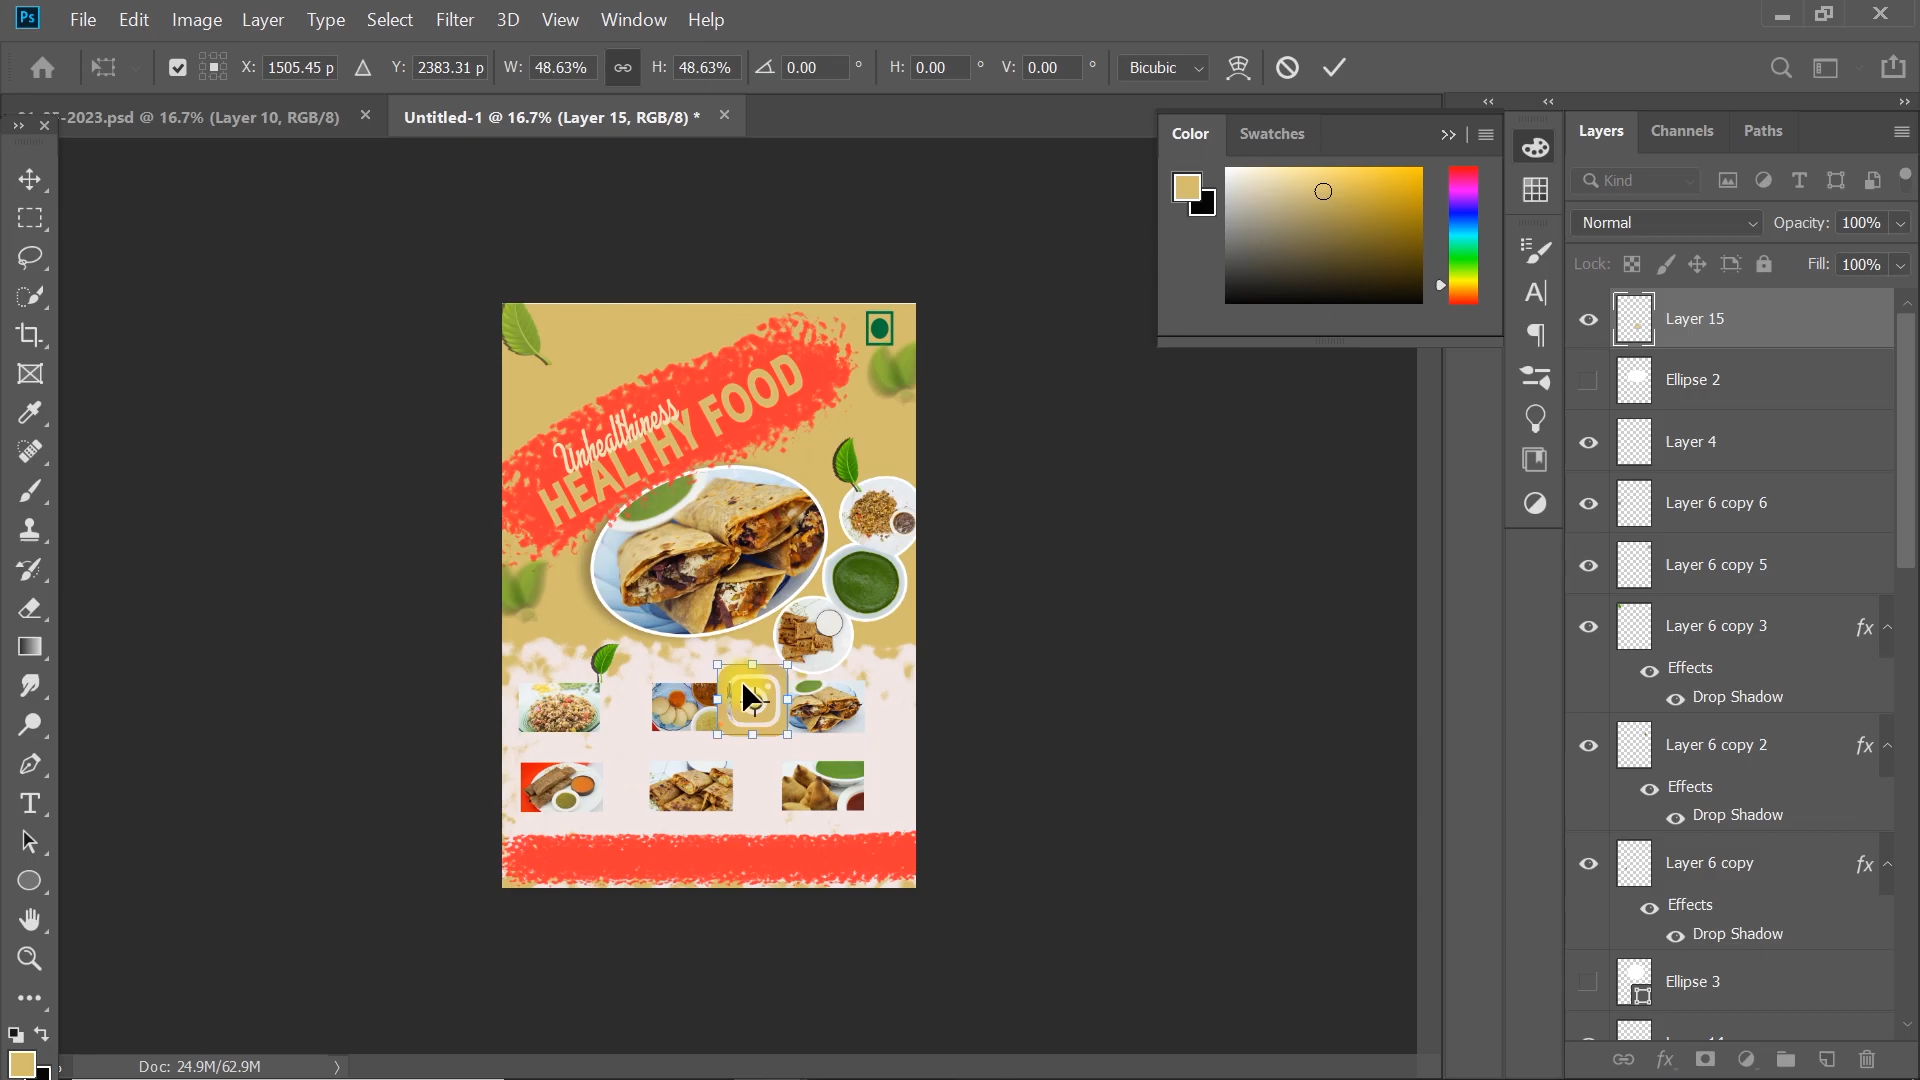 Ps File Edit Image Layer Type Select Filter 3D View Window Help
X: 1505.45 p Y: 2383.31 p W: 48.63% H: 48.63% 0.00 ° H: 0.00 ° V: 0.00 ° Bicubic
-2023.psd @ 16.7% (Layer 10, RGB/8) Untitled-1 @ 16.7% (Layer 15, RGB/8) *
Color Swatches
Layers Channels Paths
Kind
Normal Opacity: 100%
Lock: Fill: 100%
Layer 15
Ellipse 2
Layer 4
Layer 6 copy 6
Layer 6 copy 5
Layer 6 copy 3 fx
Effects
Drop Shadow
Layer 6 copy 2 fx
Effects
Drop Shadow
Layer 6 copy fx
Effects
Drop Shadow
Ellipse 3
Unhealthiness
HEALTHY FOOD
Doc: 24.9M/62.9M
fx